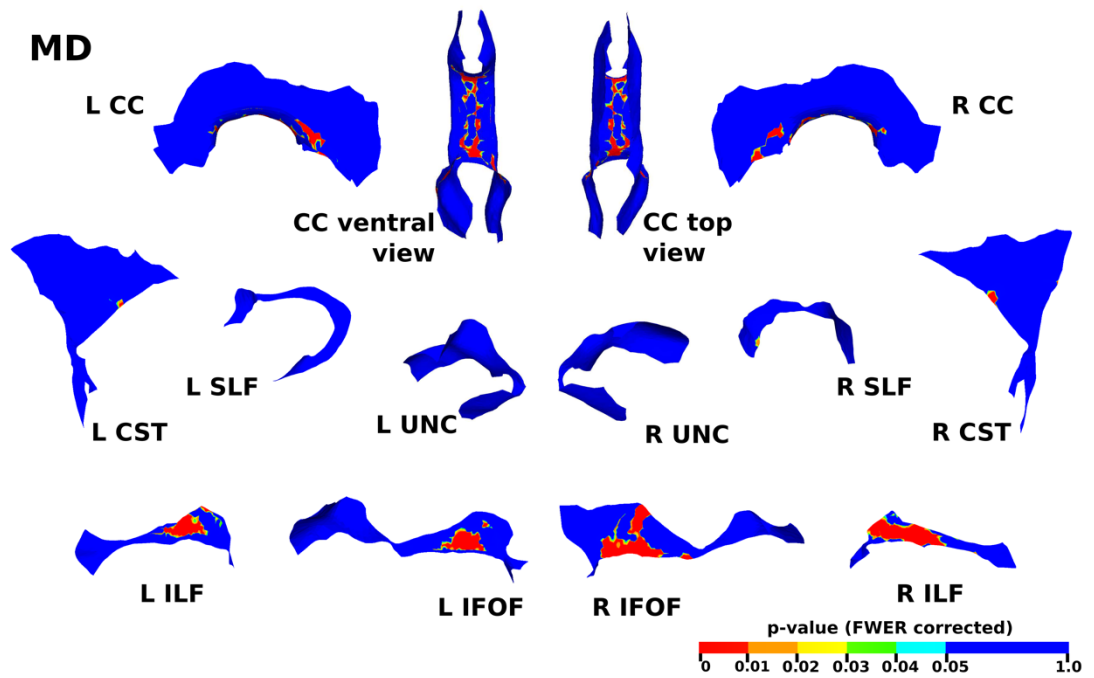 MD
L CC
R CC
CC ventral
view
CC top
view
L SLF
R SLF
L CST
L UNC
R UNC
R CST
L ILF
L IFOF
R IFOF
R ILF
p-value (FWER corrected)
0 0.01 0.02 0.03 0.04 0.05 1.0